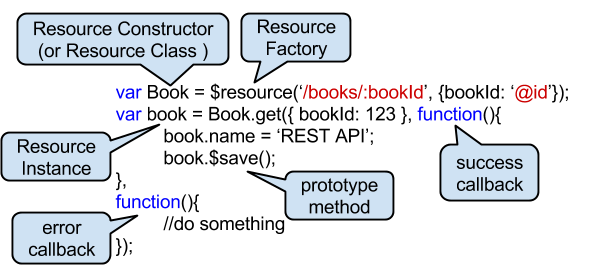 Resource Constructor
(or Resource Class )
Resource
Factory
var Book = $resource(‘/books/:bookId’, {bookId: ‘@id’});
var book = Book.get({ bookId: 123 }, function(){
book.name = ‘REST API’;
Resource
Instance
book.$save();
success
callback
},
prototype
method
function(){
//do something
error
callback
});